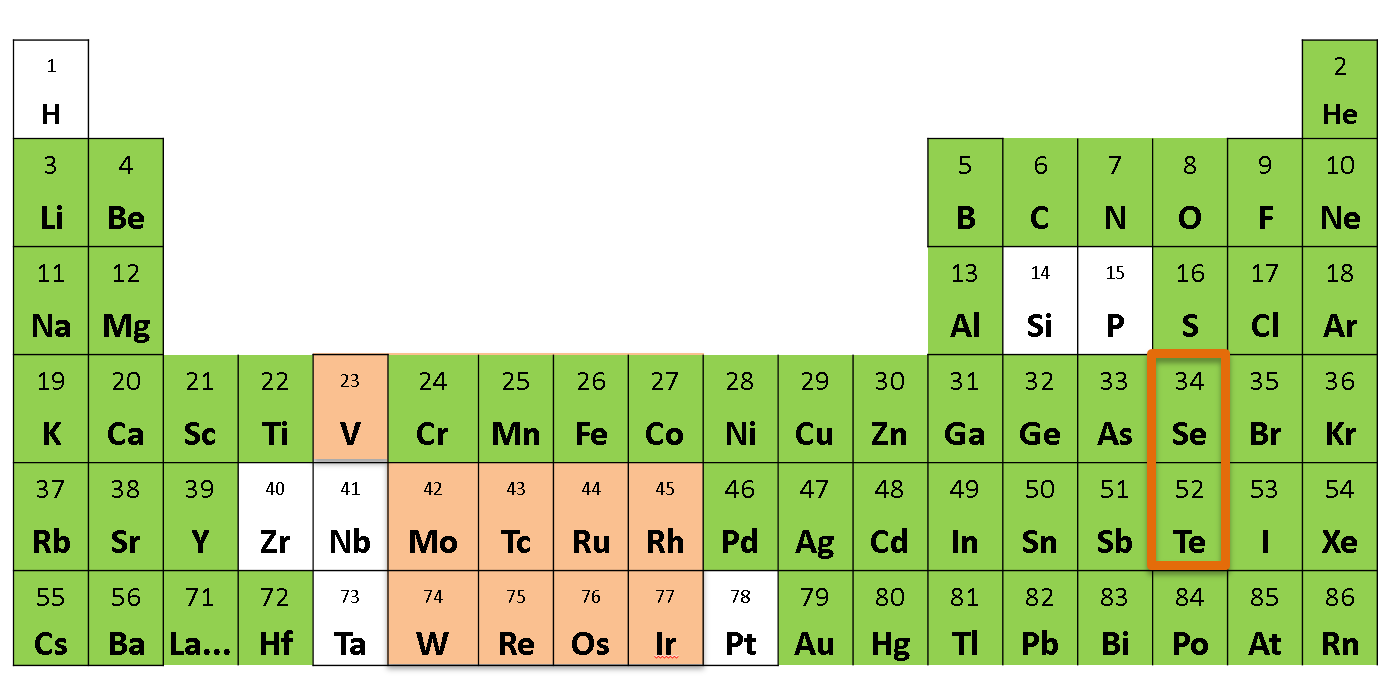 1 2
H He
3 4 5 6 7 8 9 10
Li Be B C N O F Ne
11 12 13 14 15 16 17 18
Na Mg Al Si P S Cl Ar
19 20 21 22 23 24 25 26 27 28 29 30 31 32 33 34 35 36
K Ca Sc Ti V Cr Mn Fe Co Ni Cu Zn Ga Ge As Se Br Kr
37 38 39 40 41 42 43 44 45 46 47 48 49 50 51 52 53 54
Rb Sr Y Zr Nb Mo Tc Ru Rh Pd Ag Cd In Sn Sb Te I Xe
55 56 71 72 73 74 75 76 77 78 79 80 81 82 83 84 85 86
Cs Ba La... Hf Ta W Re Os Ir Pt Au Hg Tl Pb Bi Po At Rn